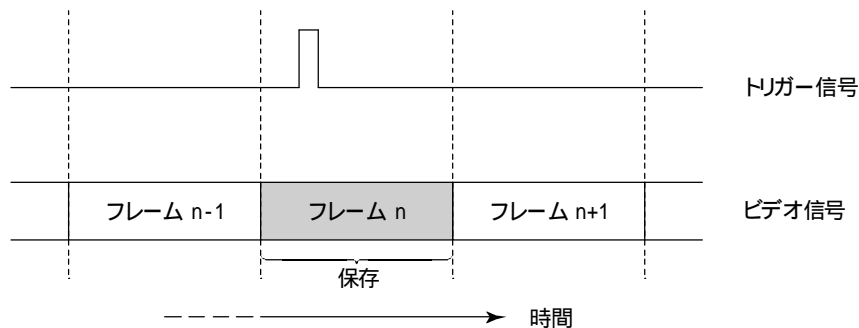 トリガー信号
フレーム n-1
フレーム n
フレーム n+1
ビデオ信号
保存
時間